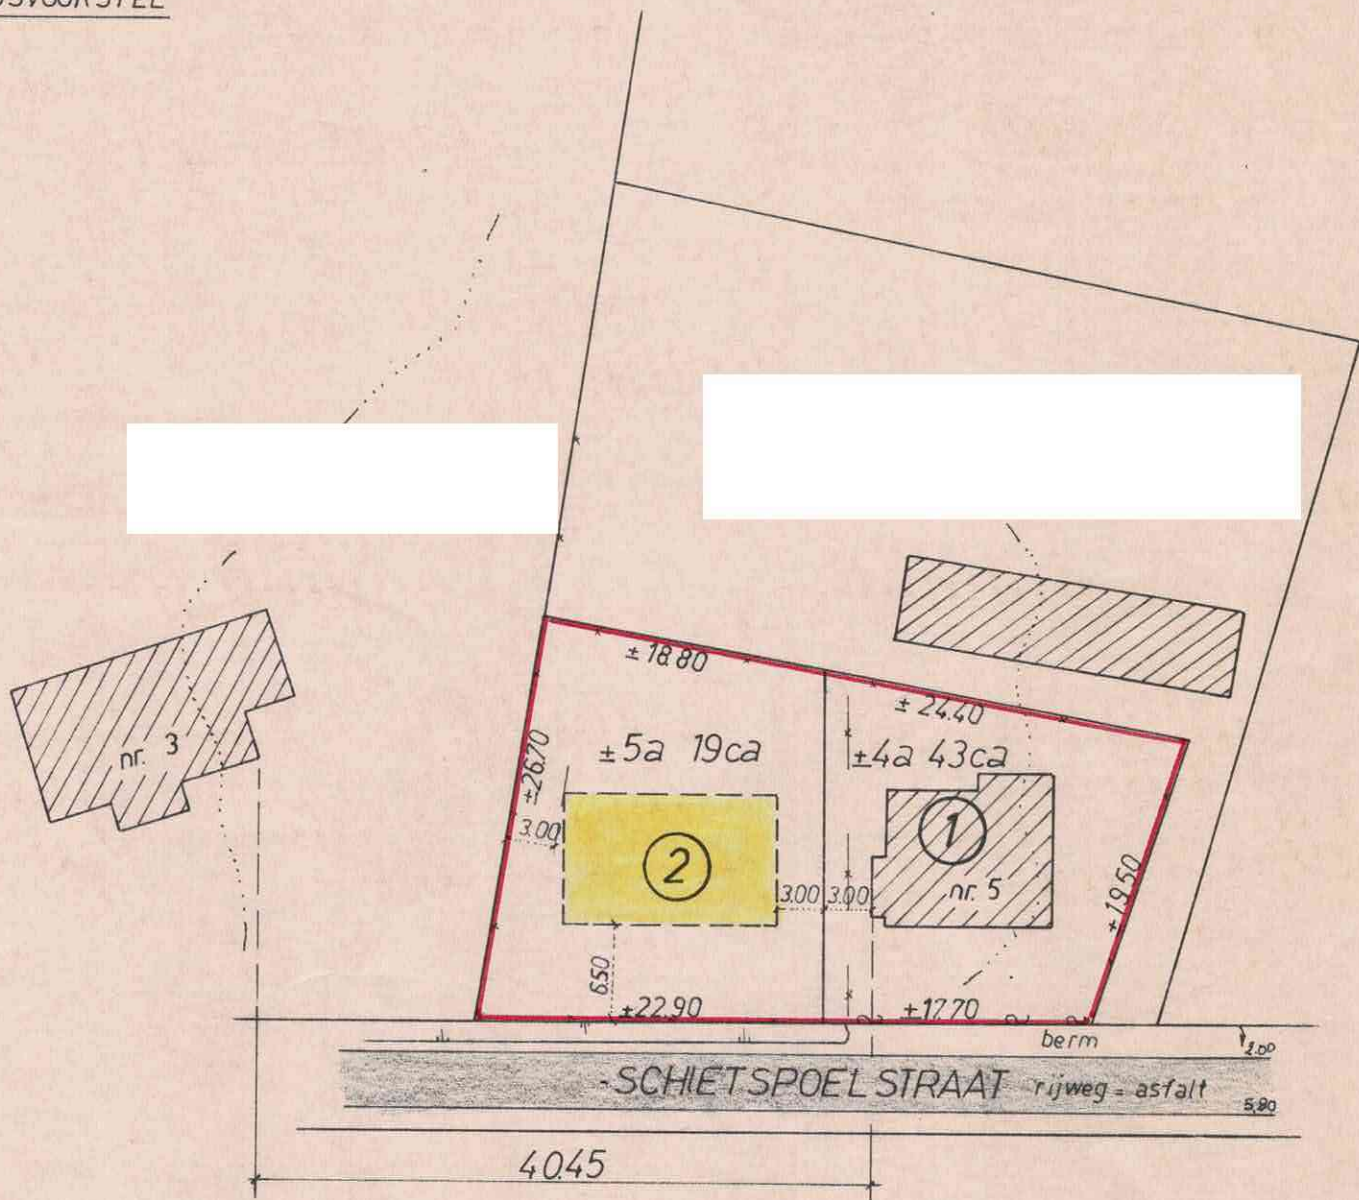 ± 18.80
± 24.40
±5a 19ca
±4a 43ca
±26.70
nr. 3
3.00
2
1
nr. 5
3.00
3.00
±19.50
6.50
±22.90
±17.70
berm
2.00
-SCHIETSPOELSTRAAT rijweg = asfalt
5,80
40.45